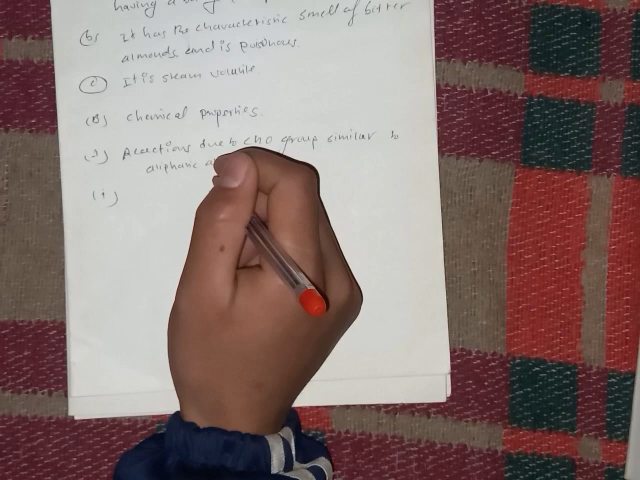 having a
(b) It has the characteristic smell of bitter
almonds and is poisonous.
(c) It is steam volatile.
(B) chemical properties.
Reactions due to CHO group similar to
aliphatic
(i)